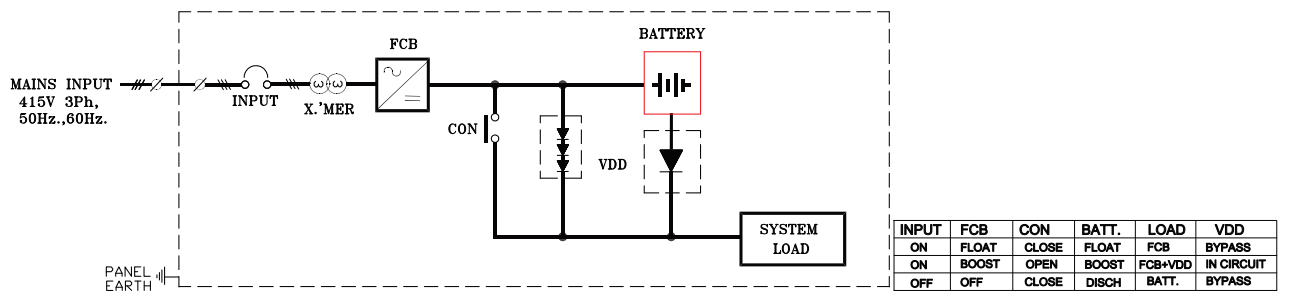 FCB
BATTERY
MAINS INPUT
415V 3Ph,
50Hz.,60Hz.
INPUT
X.'MER
CON
VDD
SYSTEM
LOAD
PANEL
EARTH
INPUT FCB CON BATT. LOAD VDD
ON FLOAT CLOSE FLOAT FCB BYPASS
ON BOOST OPEN BOOST FCB+VDD IN CIRCUIT
OFF OFF CLOSE DISCH BATT. BYPASS